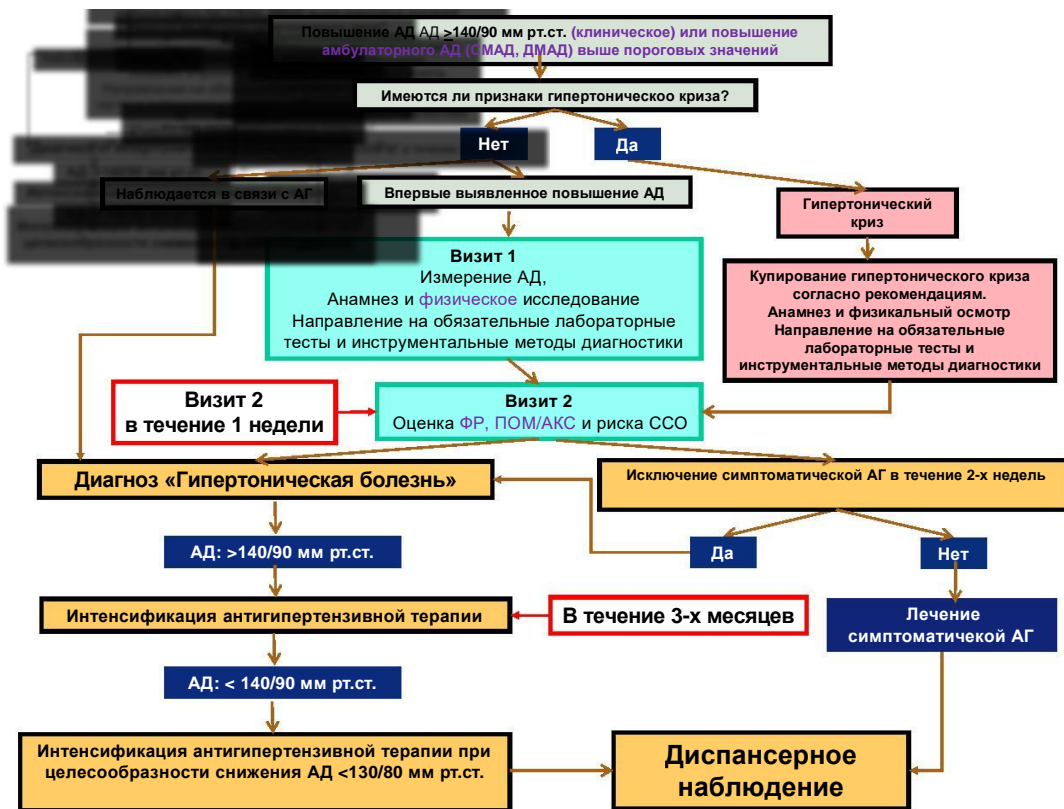 Повышение АД АД >140/90 мм рт.ст. (клиническое) или повышение
амбулаторного АД (СМАД, ДМАД) выше пороговых значений
Имеются ли признаки гипертоническоо криза?
Нет
Да
Наблюдается в связи с АГ
Впервые выявленное повышение АД
Гипертонический
криз
Визит 1
Измерение АД,
Анамнез и физическое исследование
Направление на обязательные лабораторные
тесты и инструментальные методы диагностики
Купирование гипертонического криза
согласно рекомендациям.
Анамнез и физикальный осмотр
Направление на обязательные
лабораторные тесты и
инструментальные методы диагностики
Визит 2
в течение 1 недели
Визит 2
Оценка ФР, ПОМ/АКС и риска ССО
Диагноз «Гипертоническая болезнь»
Исключение симптоматической АГ в течение 2-х недель
АД: >140/90 мм рт.ст.
Да
Нет
Интенсификация антигипертензивной терапии
В течение 3-х месяцев
Лечение
симптоматичекой АГ
АД: < 140/90 мм рт.ст.
Интенсификация антигипертензивной терапии при
целесообразности снижения АД <130/80 мм рт.ст.
Диспансерное
наблюдение